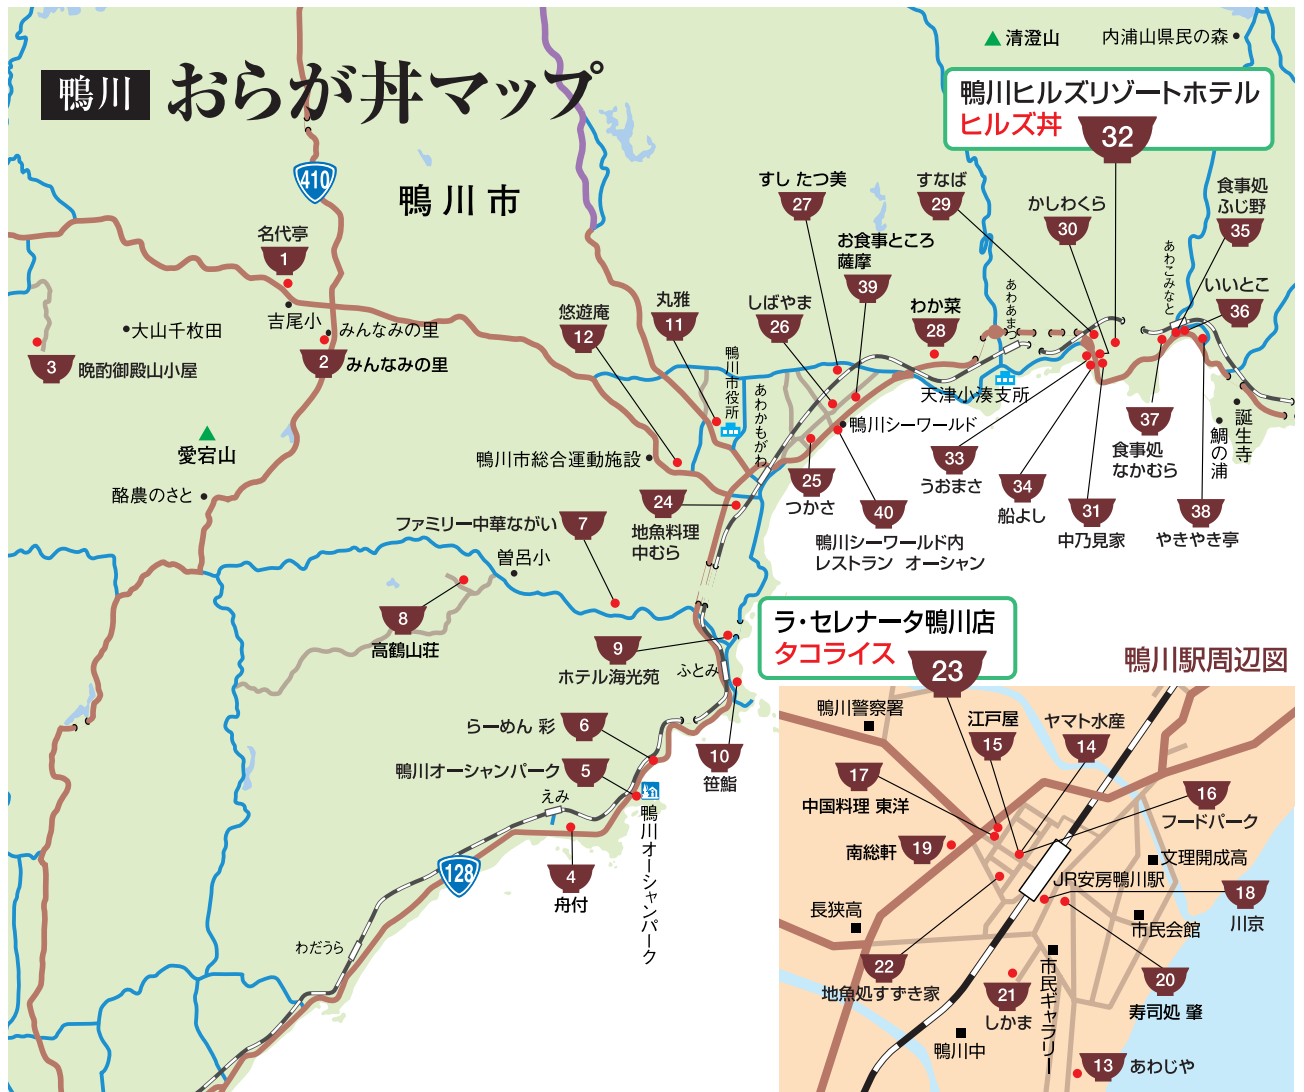 鴨川 おらが丼マップ
清澄山
内浦山県民の森
鴨川ヒルズリゾートホテル
ヒルズ丼
32
410
鴨川市
名代亭
1
吉尾小
みんなみの里
2
みんなみの里
大山千枚田
3
晩酌御殿山小屋
愛宕山
酪農のさと
すし たつ美
27
すなば
29
かしわくら
30
食事処
ふじ野
35
お食事ところ
薩摩
39
わか菜
28
あわあまつ
あわこみなと
いいとこ
36
しばやま
26
丸雅
11
悠遊庵
12
鴨川市役所
あわかもがわ
天津小湊支所
鴨川シーワールド
鴨川市総合運動施設
誕生寺
鯛の浦
37
食事処
なかむら
33
うおまさ
34
船よし
31
中乃見家
38
やきやき亭
25
つかさ
40
鴨川シーワールド内
レストラン オーシャン
24
地魚料理
中むら
ファミリー中華ながい
7
曽呂小
8
高鶴山荘
9
ホテル海光苑
ふとみ
らーめん 彩
6
鴨川オーシャンパーク
5
えみ
鴨川オーシャンパーク
10
笹鮨
4
舟付
128
わだうら
ラ・セレナータ鴨川店
タコライス
23
鴨川駅周辺図
鴨川警察署
江戸屋
15
ヤマト水産
14
17
中国料理 東洋
16
フードパーク
南総軒
19
文理開成高
JR安房鴨川駅
18
川京
長狭高
市民会館
22
地魚処すずき家
21
しかま
市民ギャラリー
20
寿司処 肇
鴨川中
13
あわじや